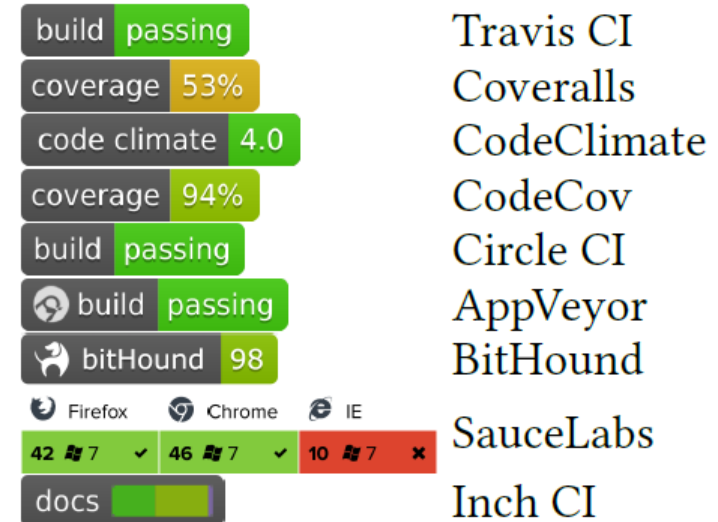 build passing Travis CI
coverage 53% Coveralls
code climate 4.0 CodeClimate
coverage 94% CodeCov
build passing Circle CI
build passing AppVeyor
bitHound 98 BitHound
Firefox Chrome IE
42 7 46 7 10 7 SauceLabs
docs Inch CI